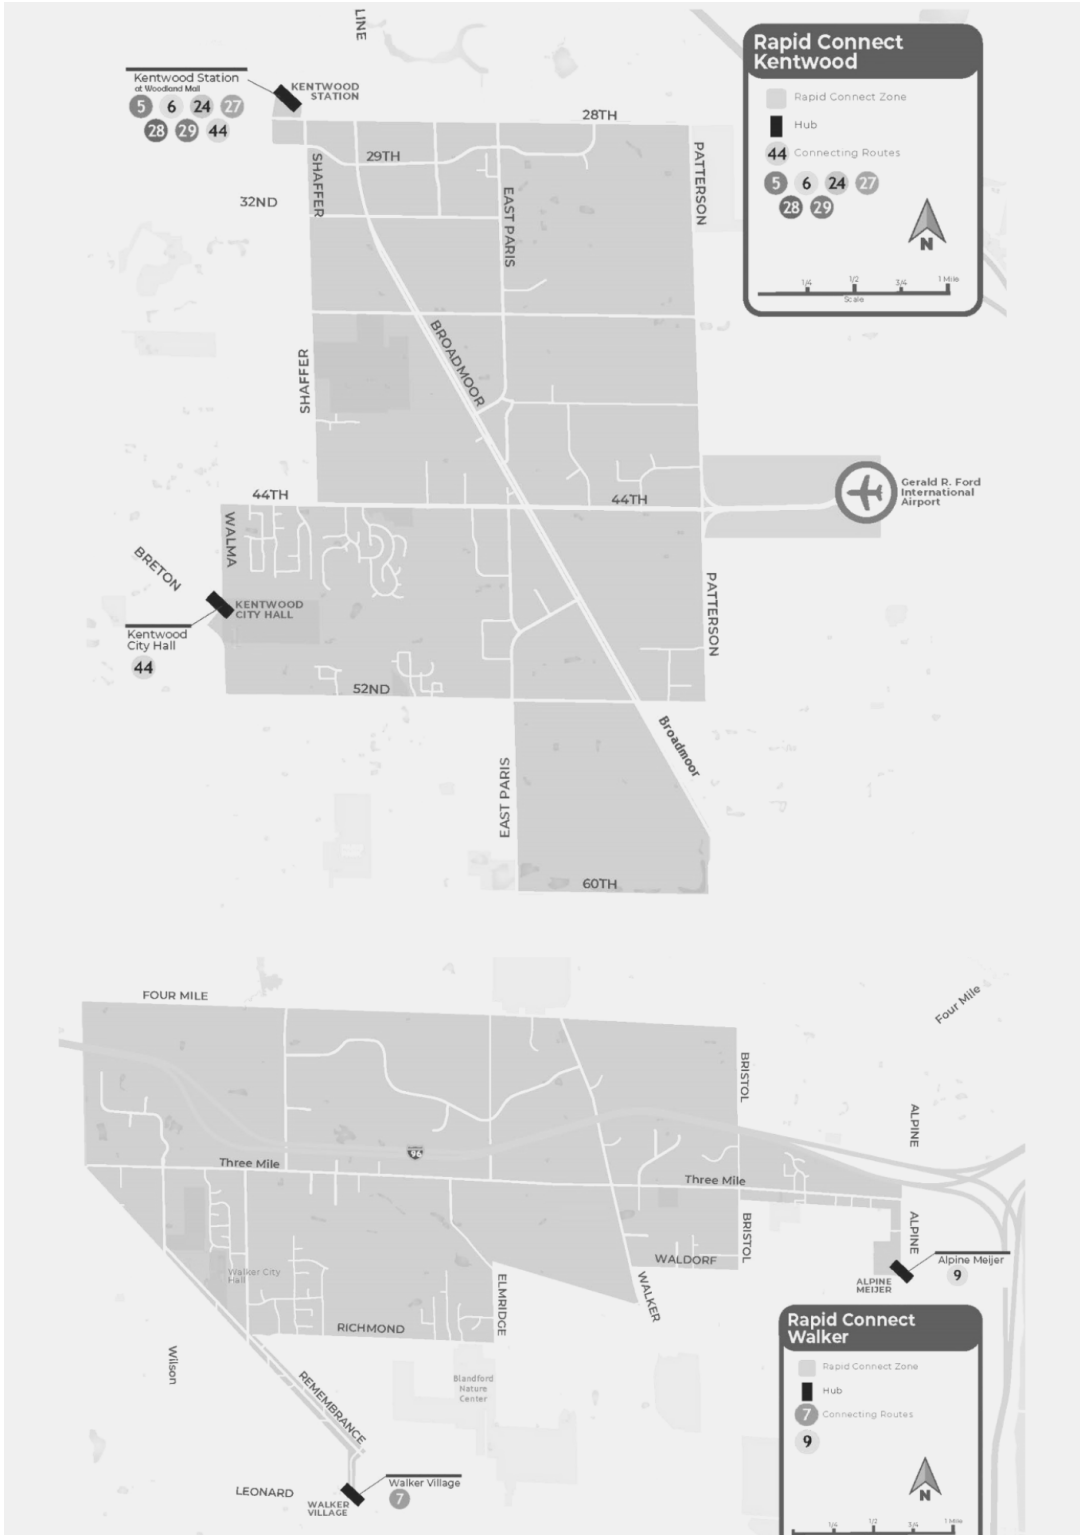 LINE
Rapid Connect
Kentwood
Rapid Connect Zone
Hub
44 Connecting Routes
5 6 24 27
28 29
N
1/4 1/2 3/4 1 Mile
Scale
Kentwood Station
at Woodland Mall
5 6 24 27
28 29 44
KENTWOOD
STATION
28TH
29TH
SHAFFER
32ND
EAST PARIS
PATTERSON
BROADMOOR
SHAFFER
44TH
44TH
Gerald R. Ford
International
Airport
WALMA
BRETON
KENTWOOD
CITY HALL
Kentwood
City Hall
44
PATTERSON
52ND
Broadmoor
EAST PARIS
60TH
FOUR MILE
Four Mile
BRISTOL
ALPINE
96
Three Mile
Three Mile
BRISTOL
ALPINE
WALDORF
Walker City
Hall
ELMRIDGE
WALKER
ALPINE
MEIJER
Alpine Meijer
9
RICHMOND
Wilson
REMEMBRANCE
Blandford
Nature
Center
LEONARD
WALKER
VILLAGE
Walker Village
7
Rapid Connect
Walker
Rapid Connect Zone
Hub
7 Connecting Routes
9
N
1/4 1/2 3/4 1 Mile